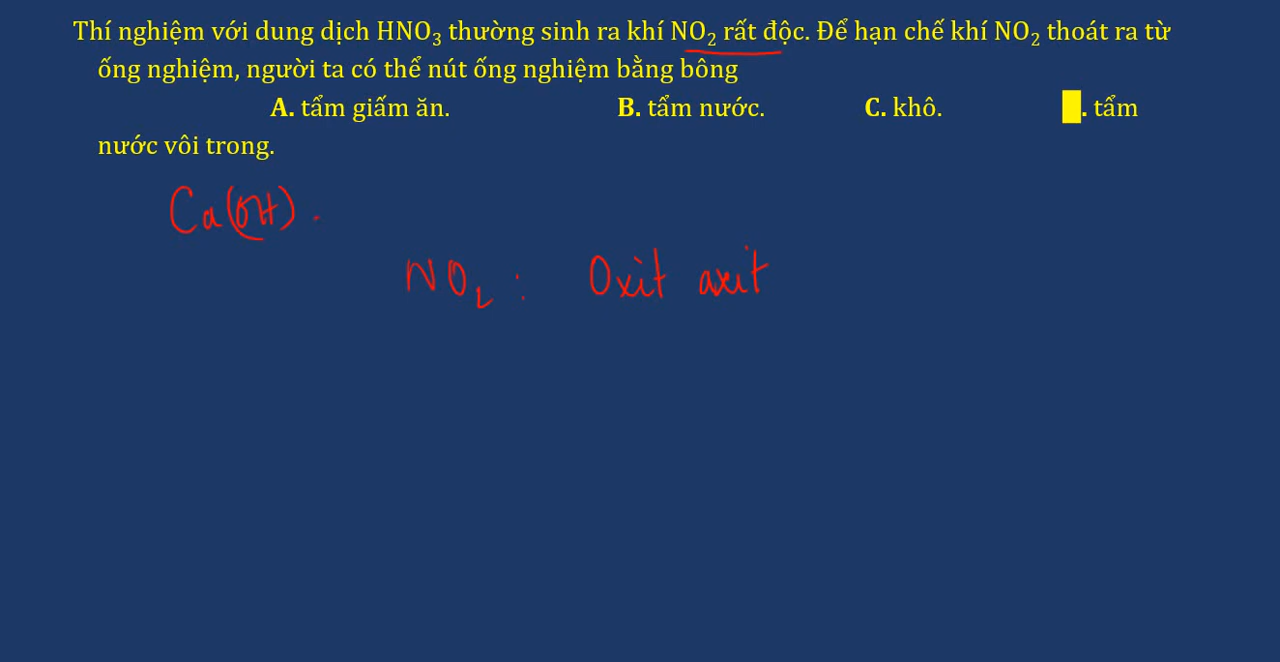 Thí nghiệm với dung dịch HNO₃ thường sinh ra khí NO₂ rất độc. Để hạn chế khí NO₂ thoát ra từ
ống nghiệm, người ta có thể nút ống nghiệm bằng bông
A. tẩm giấm ăn. B. tẩm nước. C. khô. . tẩm
nước vôi trong.
Ca(OH)
NO₂ : Oxit axit